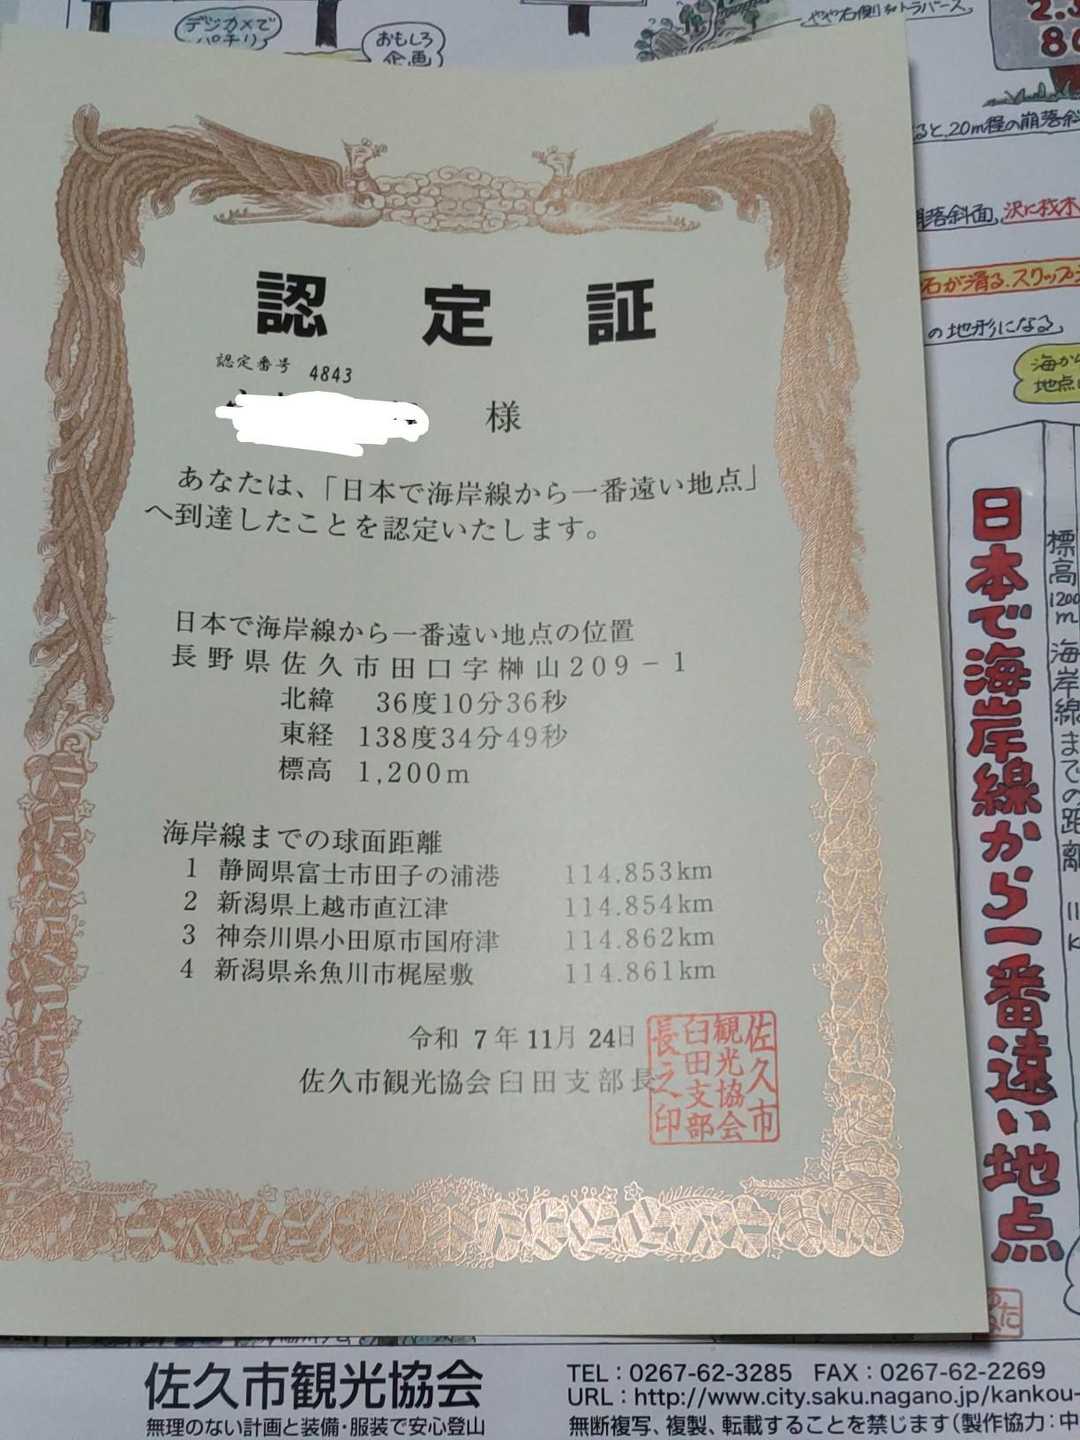 デジカメで
パチリ
おもしろ
企画
やや右側をトラバース
ると、20m程の崩落斜
落斜面、沢に伐木
石が滑る。スワップ
の地形になる。
海か
地点
認定証
認定番号 4843
様
あなたは、「日本で海岸線から一番遠い地点」
へ到達したことを認定いたします。
日本で海岸線から一番遠い地点の位置
長野県佐久市田口字榊山209-1
北緯 36度10分36秒
東経 138度34分49秒
標高 1,200m
海岸線までの球面距離
1 静岡県富士市田子の浦港 114.853km
2 新潟県上越市直江津 114.854km
3 神奈川県小田原市国府津 114.862km
4 新潟県糸魚川市梶屋敷 114.861km
令和 7年 11月 24日
佐久市観光協会臼田支部長
佐久市
観光協会
臼田支部
長之印
標高1200m 海岸線までの距離
日本で海岸線から一番遠い地点
佐久市観光協会
無理のない計画と装備・服装で安心登山
TEL:0267-62-3285 FAX:0267-62-2269
URL:http://www.city.saku.nagano.jp/kankou-
無断複写、複製、転載することを禁じます(製作協力:中